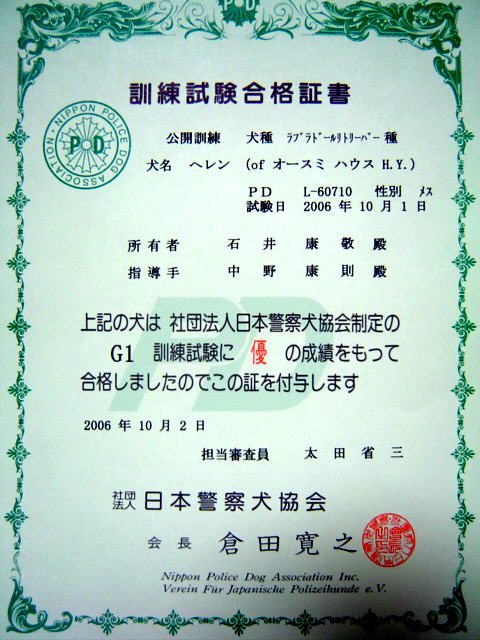 PD
訓練試験合格証書
NIPPON POLICE DOG ASSOCIATION
PD
公開訓練 犬種 ﾗﾌﾞﾗﾄﾞｰﾙﾘﾄﾘｰﾊﾞｰ 種
犬名 ヘレン (of オースミ ハウス H.Y.)
PD L-60710 性別 ﾒｽ
試験日 2006 年 10 月 1 日
所有者 石井 康敬 殿
指導手 中野 康則 殿
上記の犬は 社団法人日本警察犬協会制定の
G1 訓練試験に 優 の成績をもって
合格しましたのでこの証を付与します
PD
2006 年 10 月 2 日
担当審査員 太田省三
社団法人 日本警察犬協会
会長 倉田寛之
Nippon Police Dog Association Inc.
Verein Für Japanische Polizeihunde e.V.